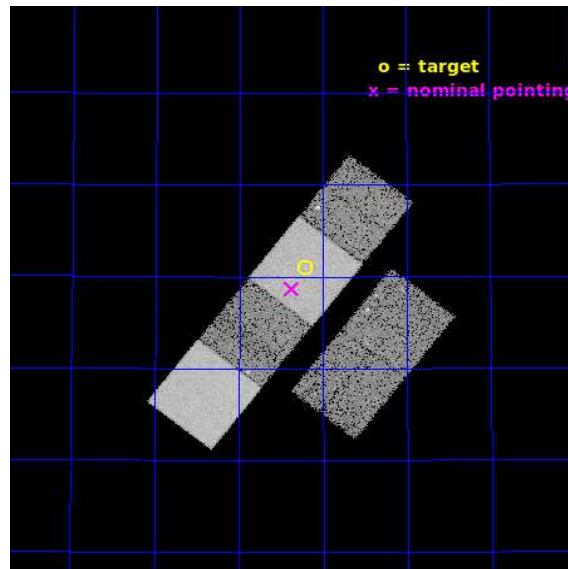 o = target
x = nominal pointing